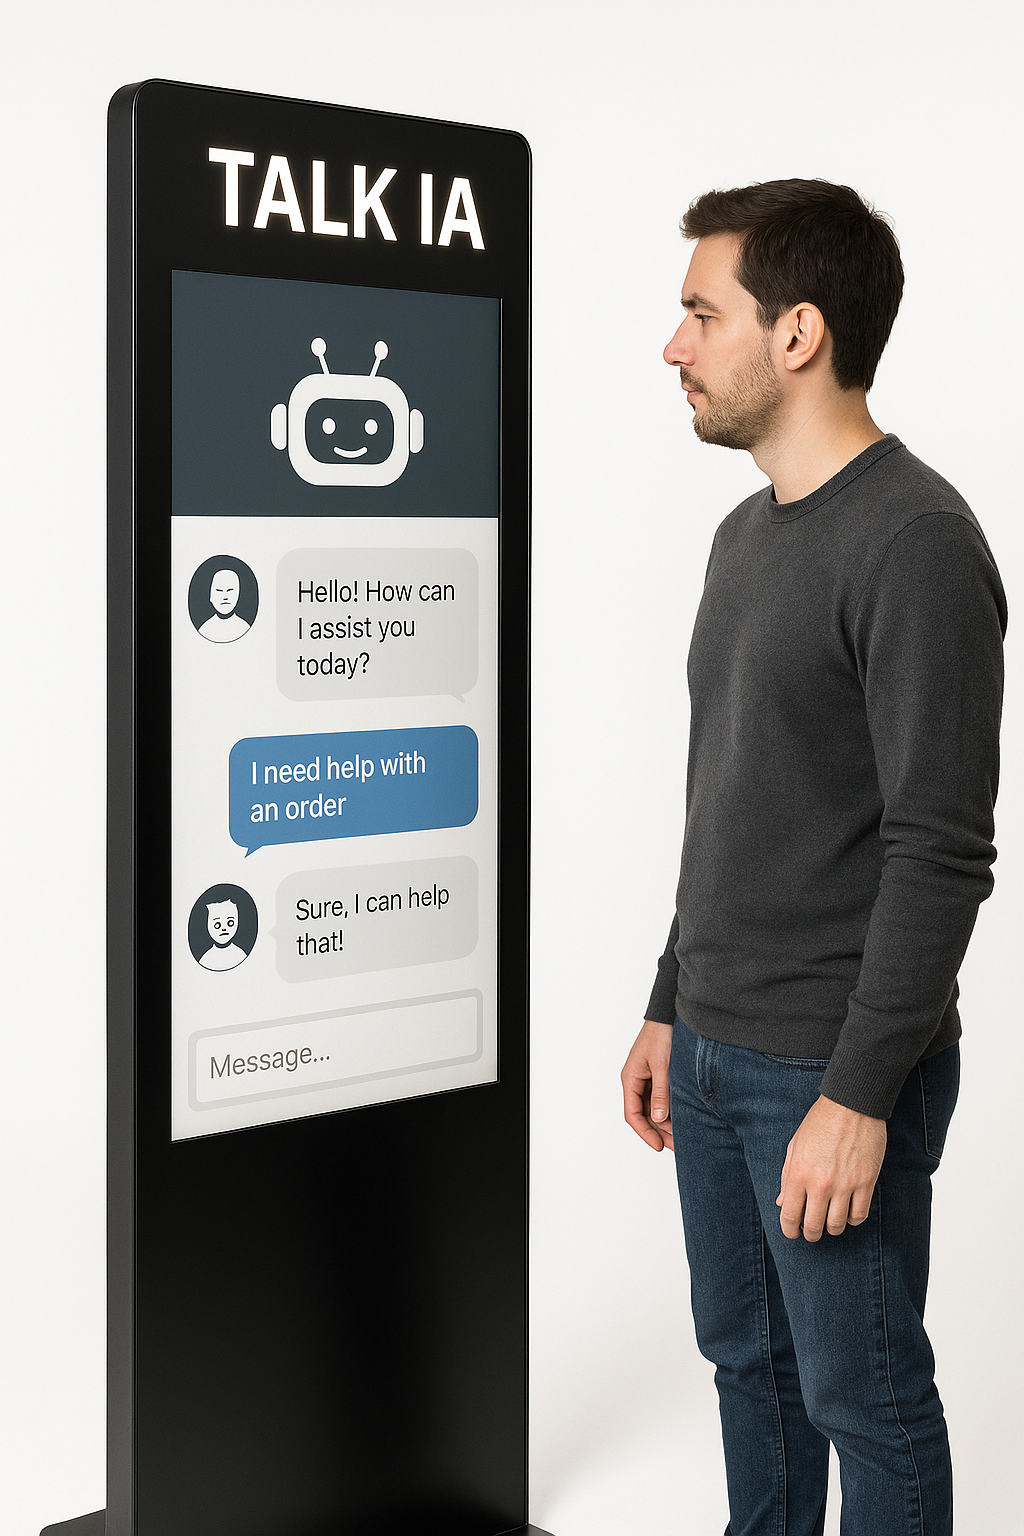 TALK IA
Hello! How can
I assist you
today?
I need help with
an order
Sure, I can help
that!
Message...